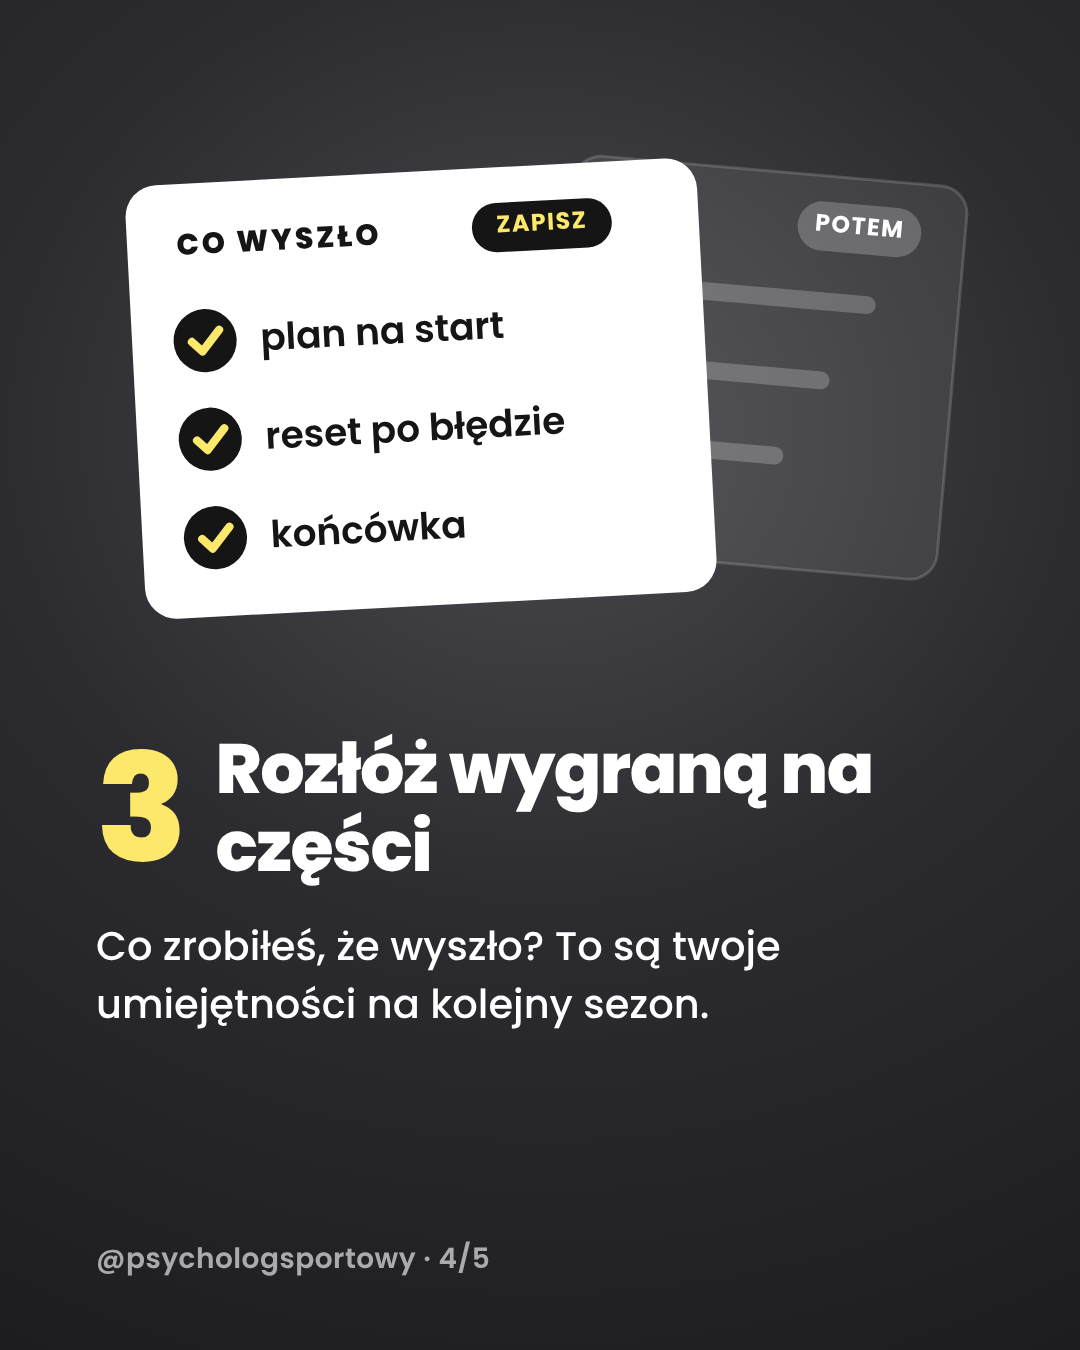 CO WYSZŁO
ZAPISZ
POTEM
plan na start
reset po błędzie
końcówka
3
Rozłóż wygraną na
części
Co zrobiłeś, że wyszło? To są twoje
umiejętności na kolejny sezon.
@psychologsportowy · 4/5